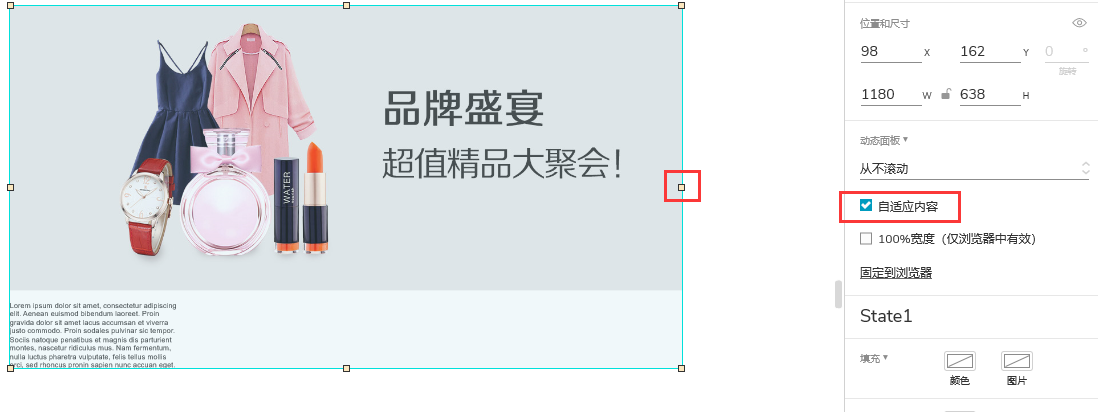 品牌盛宴
超值精品大聚会!
WATER
Lorem ipsum dolor sit amet, consectetur adipiscing
elit. Aenean euismod bibendum laoreet. Proin
gravida dolor sit amet lacus accumsan et viverra
justo commodo. Proin sodales pulvinar sic tempor.
Sociis natoque penatibus et magnis dis parturient
montes, nascetur ridiculus mus. Nam fermentum,
nulla luctus pharetra vulputate, felis tellus mollis
orci, sed rhoncus pronin sapien nunc accuan eget.
位置和尺寸
98 X 162 Y 0 °
旋转
1180 W 638 H
动态面板
从不滚动
自适应内容
100%宽度（仅浏览器中有效）
固定到浏览器
State1
填充
颜色 图片